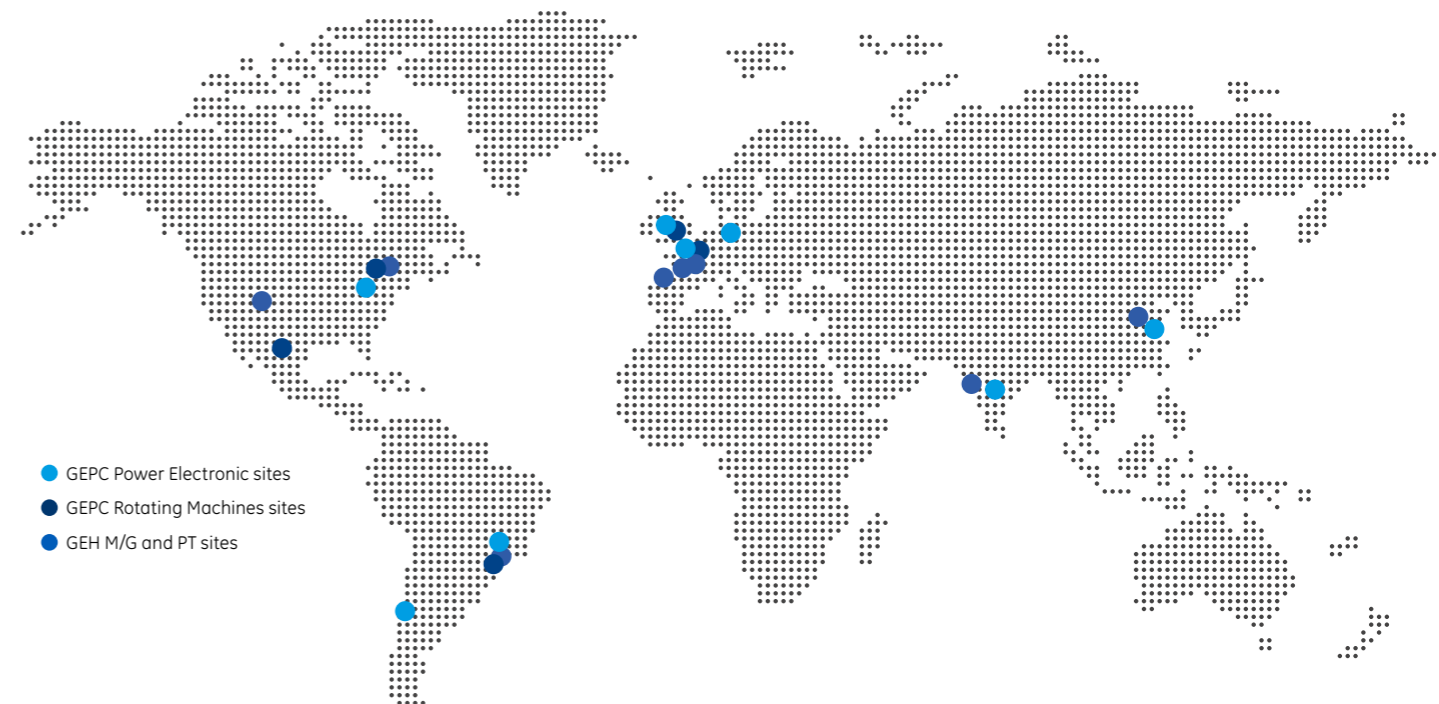 GEPC Power Electronic sites
GEPC Rotating Machines sites
GEH M/G and PT sites